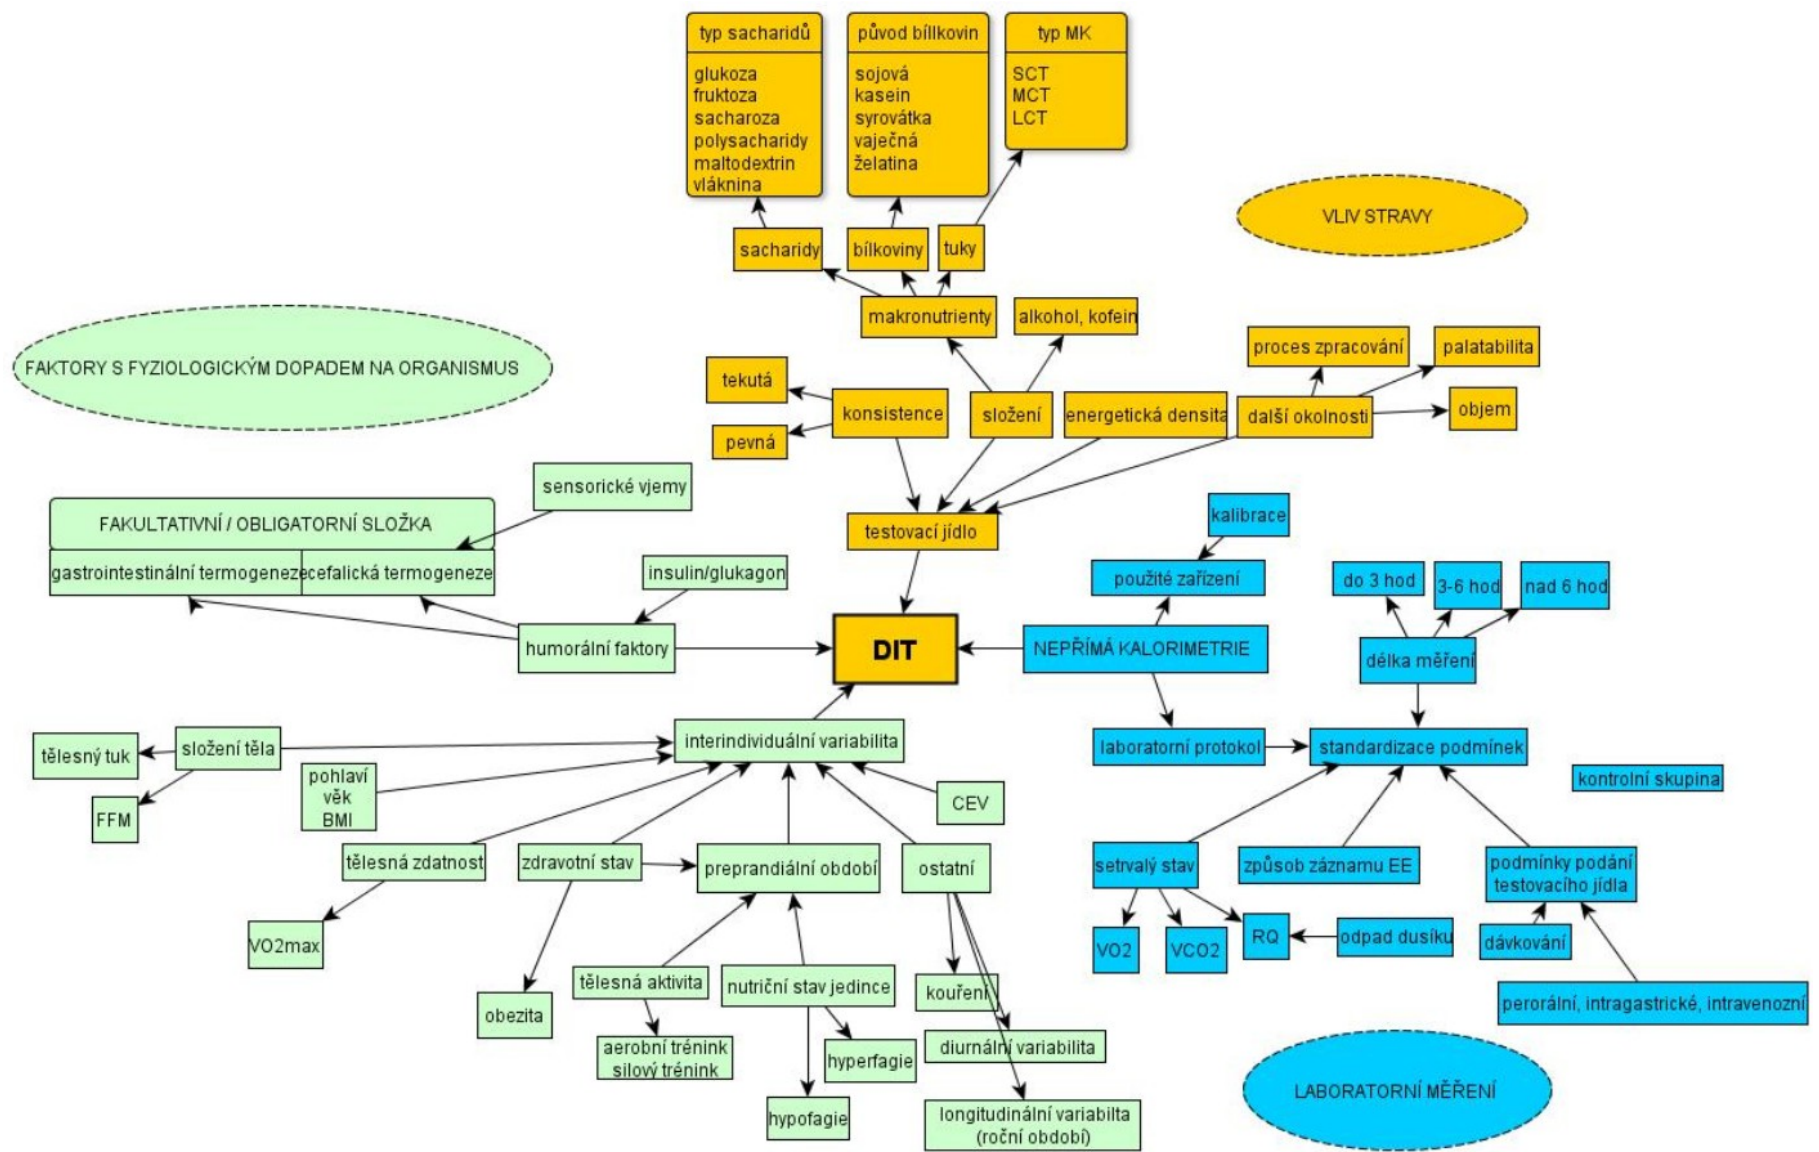 typ sacharidů
glukoza
fruktoza
sacharoza
polysacharidy
maltodextrin
vláknina
původ bíllkovin
sojová
kasein
syrovátka
vaječná
želatina
typ MK
SCT
MCT
LCT
VLIV STRAVY
sacharidy
bílkoviny
tuky
makronutrienty
alkohol, kofein
proces zpracování
palatabilita
FAKTORY S FYZIOLOGICKÝM DOPADEM NA ORGANISMUS
tekutá
konsistence
složení
energetická densita
další okolnosti
objem
pevná
sensorické vjemy
FAKULTATIVNÍ / OBLIGATORNÍ SLOŽKA
gastrointestinální termogeneze
cefalická termogeneze
testovací jídlo
kalibrace
insulin/glukagon
použité zařízení
do 3 hod
3-6 hod
nad 6 hod
humorální faktory
DIT
NEPŘÍMÁ KALORIMETRIE
délka měření
tělesný tuk
složení těla
interindividuální variabilita
laboratorní protokol
standardizace podmínek
kontrolní skupina
pohlaví
věk
BMI
FFM
CEV
tělesná zdatnost
zdravotní stav
preprandiální období
ostatní
setrvalý stav
způsob záznamu EE
podmínky podání
testovacího jídla
VO2max
VO2
VCO2
RQ
odpad dusíku
dávkování
tělesná aktivita
nutriční stav jedince
kouření
perorální, intragastrické, intravenozní
obezita
aerobní trénink
silový trénink
hyperfagie
diurnální variabilita
hypofagie
longitudinální variabilta
(roční období)
LABORATORNÍ MĚŘENÍ